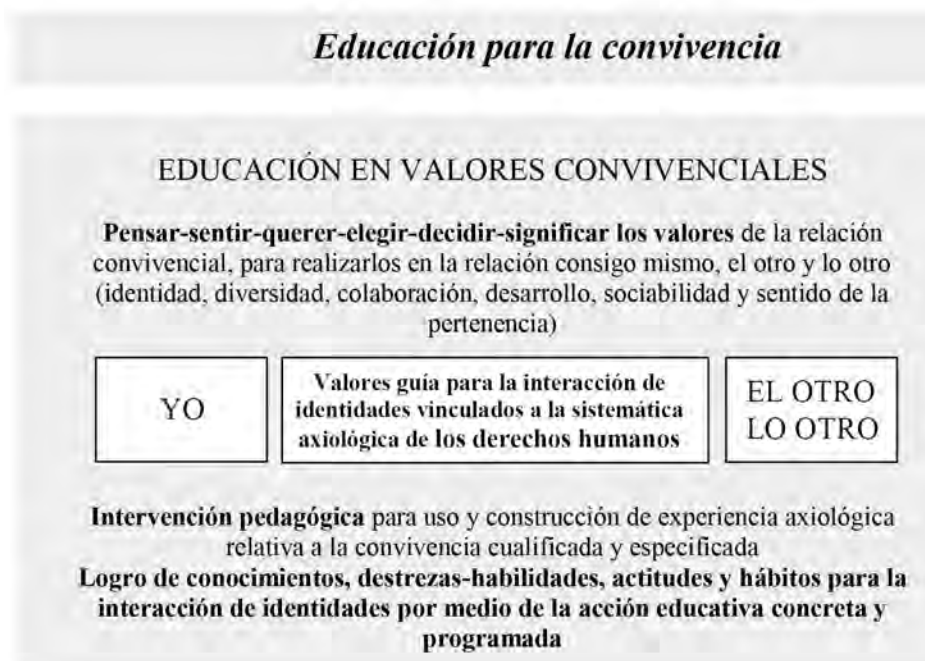 Educación para la convivencia
EDUCACIÓN EN VALORES CONVIVENCIALES
Pensar-sentir-querer-elegir-decidir-significar los valores de la relación
convivencial, para realizarlos en la relación consigo mismo, el otro y lo otro
(identidad, diversidad, colaboración, desarrollo, sociabilidad y sentido de la
pertenencia)
YO
Valores guía para la interacción de
identidades vinculados a la sistemática
axiológica de los derechos humanos
EL OTRO
LO OTRO
Intervención pedagógica para uso y construcción de experiencia axiológica
relativa a la convivencia cualificada y especificada
Logro de conocimientos, destrezas-habilidades, actitudes y hábitos para la
interacción de identidades por medio de la acción educativa concreta y
programada